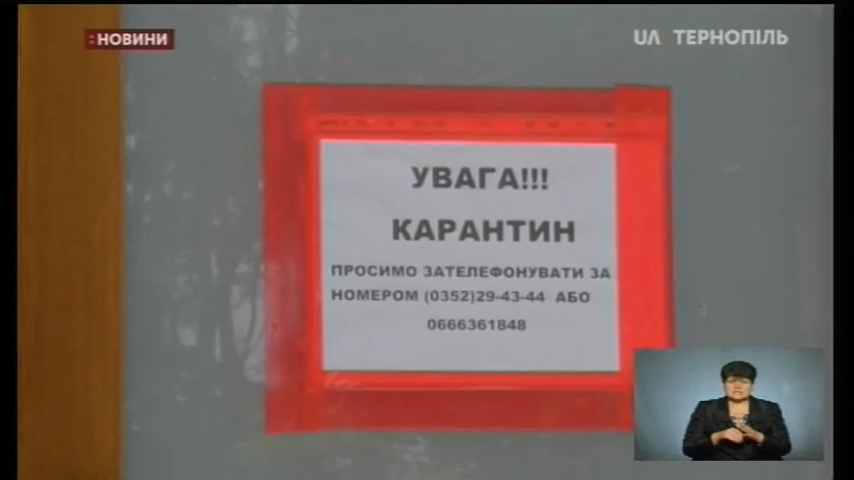 :НОВИНИ
UA: ТЕРНОПІЛЬ
УВАГА!!!
КАРАНТИН
ПРОСИМО ЗАТЕЛЕФОНУВАТИ ЗА
НОМЕРОМ (0352)29-43-44 АБО
0666361848